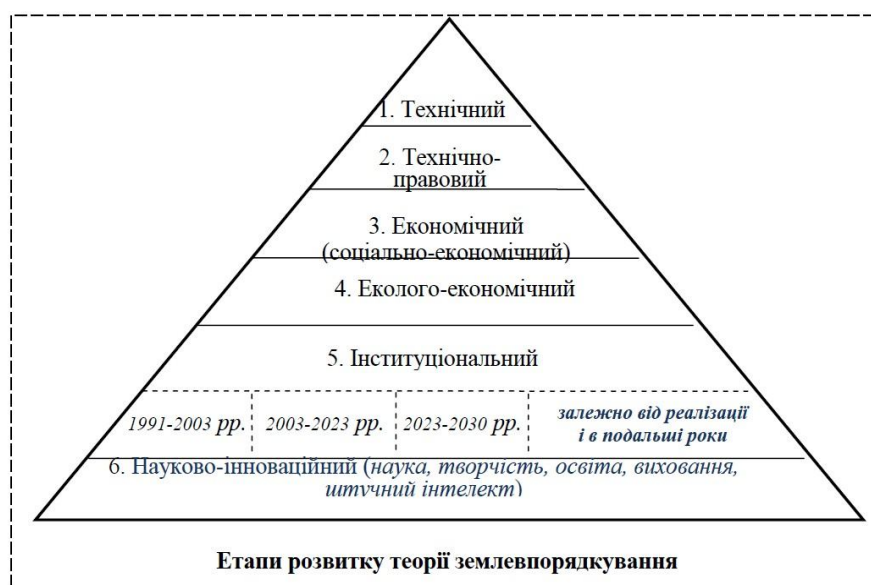 1. Технічний
2. Технічно-
правовий
3. Економічний
(соціально-економічний)
4. Еколого-економічний
5. Інституціональний
1991-2003 рр. 2003-2023 рр. 2023-2030 рр. залежно від реалізації
і в подальші роки
6. Науково-інноваційний (наука, творчість, освіта, виховання,
штучний інтелект)
Етапи розвитку теорії землевпорядкування